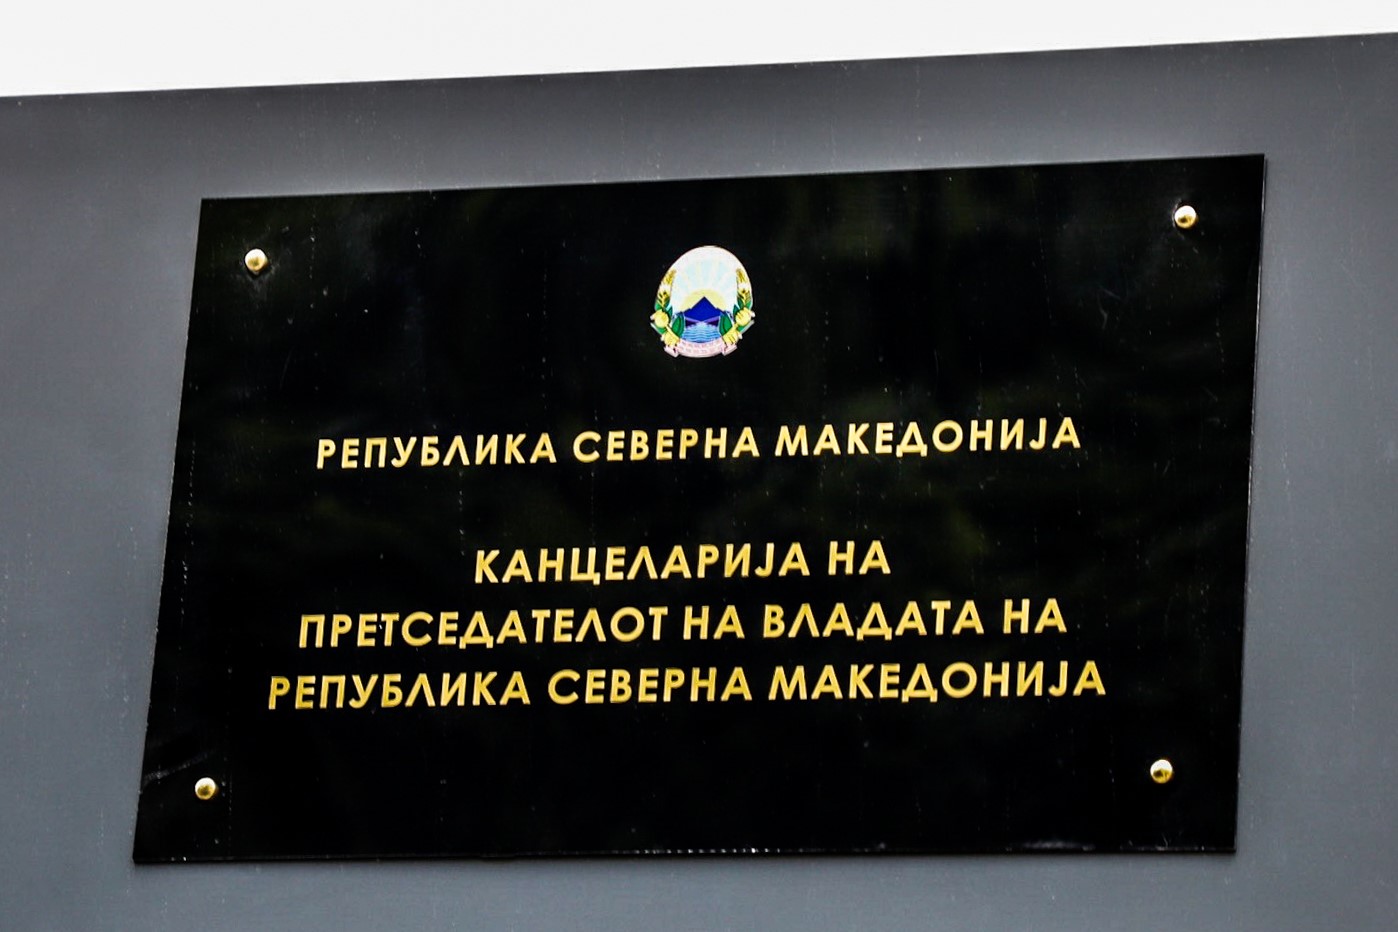 РЕПУБЛИКА СЕВЕРНА МАКЕДОНИЈА
КАНЦЕЛАРИЈА НА
ПРЕТСЕДАТЕЛОТ НА ВЛАДАТА НА
РЕПУБЛИКА СЕВЕРНА МАКЕДОНИЈА